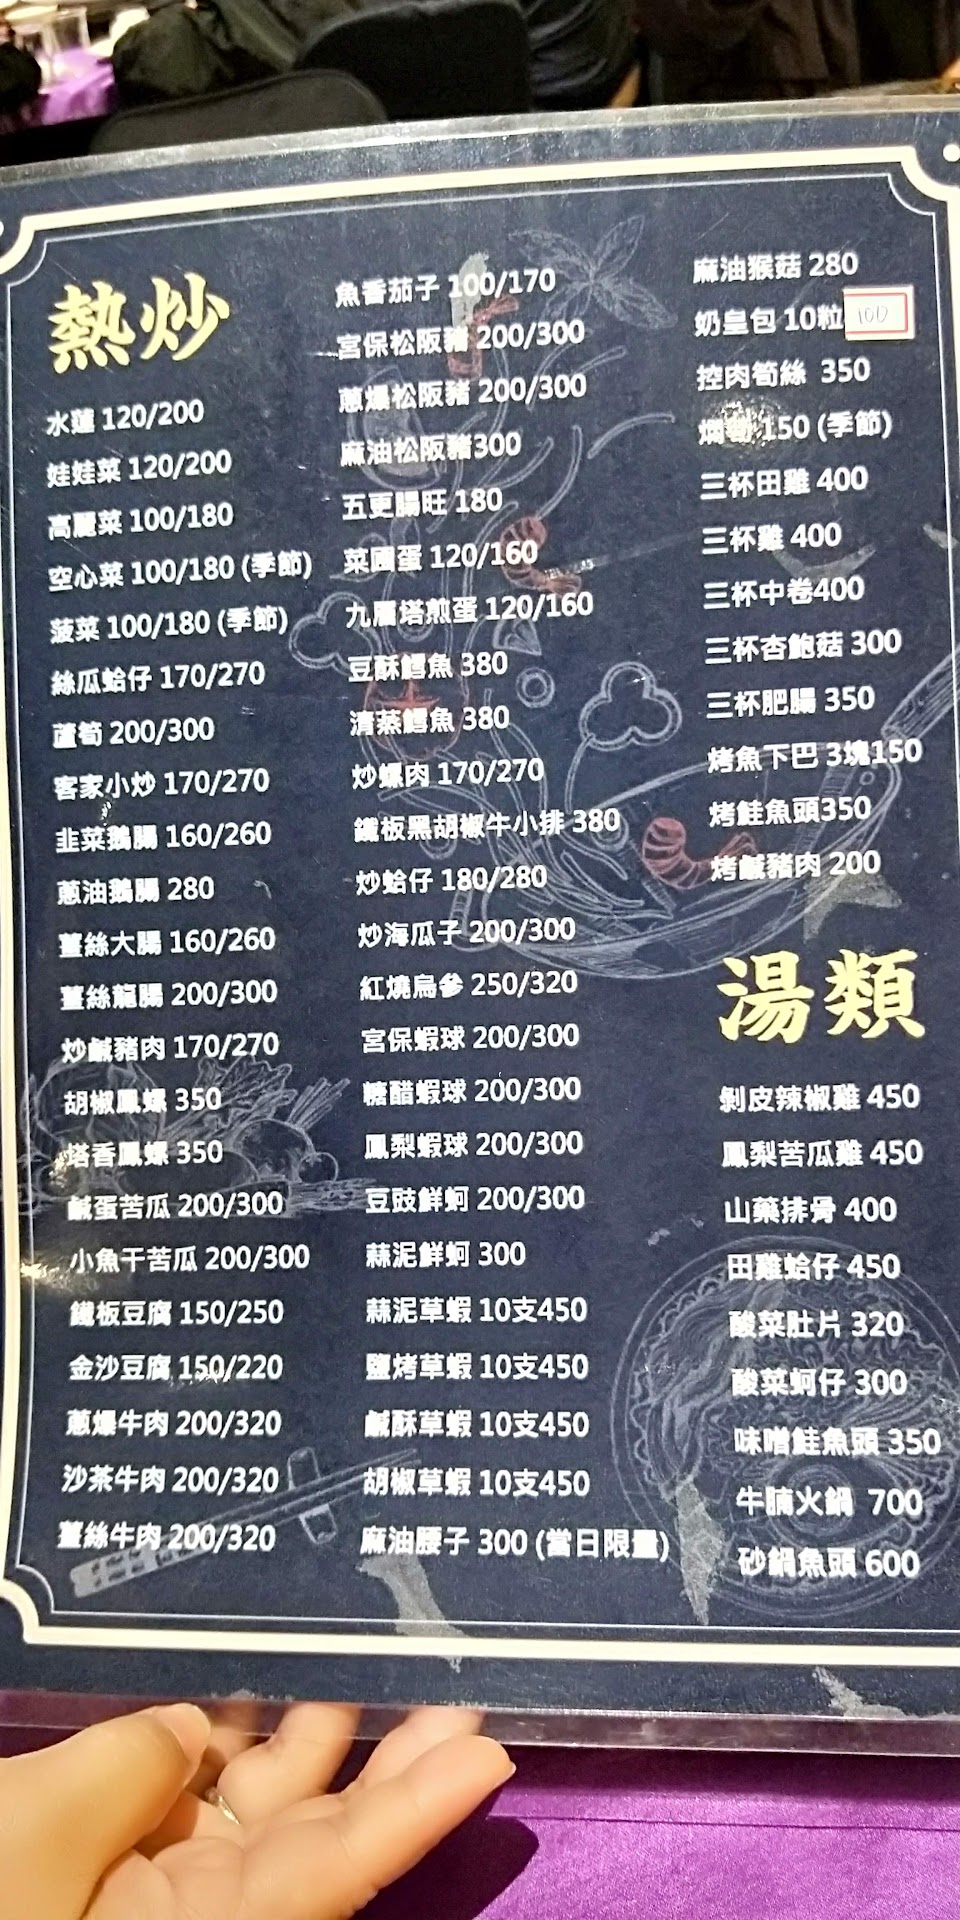 熱炒
水蓮 120/200
娃娃菜 120/200
高麗菜 100/180
空心菜 100/180 (季節)
菠菜 100/180 (季節)
絲瓜蛤仔 170/270
蘆筍 200/300
客家小炒 170/270
韭菜鵝腸 160/260
蔥油鵝腸 280
薑絲大腸 160/260
薑絲龍腸 200/300
炒鹹豬肉 170/270
胡椒鳳螺 350
塔香鳳螺 350
鹹蛋苦瓜 200/300
小魚干苦瓜 200/300
鐵板豆腐 150/250
金沙豆腐 150/220
蔥爆牛肉 200/320
沙茶牛肉 200/320
薑絲牛肉 200/320
魚香茄子 100/170
宮保松阪豬 200/300
蔥爆松阪豬 200/300
麻油松阪豬300
五更腸旺 180
菜圃蛋 120/160
九層塔煎蛋 120/160
豆酥鱈魚 380
清蒸鱈魚 380
炒螺肉 170/270
鐵板黑胡椒牛小排 380
炒蛤仔 180/280
炒海瓜子 200/300
紅燒烏參 250/320
宮保蝦球 200/300
糖醋蝦球 200/300
鳳梨蝦球 200/300
豆豉鮮蚵 200/300
蒜泥鮮蚵 300
蒜泥草蝦 10支450
鹽烤草蝦 10支450
鹹酥草蝦 10支450
胡椒草蝦 10支450
麻油腰子 300 (當日限量)
麻油猴菇 280
奶皇包 10粒 100
控肉筍絲 350
焗筍 150 (季節)
三杯田雞 400
三杯雞 400
三杯中卷400
三杯杏鮑菇 300
三杯肥腸 350
烤魚下巴 3塊150
烤鮭魚頭350
烤鹹豬肉 200
湯類
剝皮辣椒雞 450
鳳梨苦瓜雞 450
山藥排骨 400
田雞蛤仔 450
酸菜肚片 320
酸菜蚵仔 300
味噌鮭魚頭 350
牛腩火鍋 700
砂鍋魚頭 600